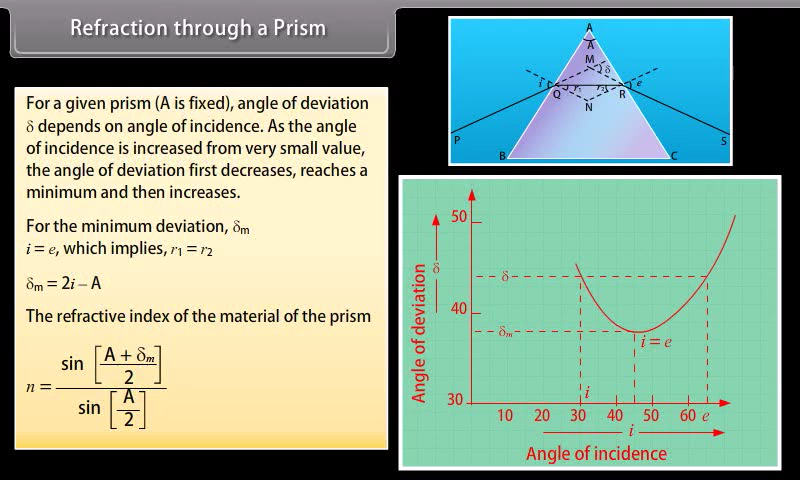 Refraction through a Prism
For a given prism (A is fixed), angle of deviation
δ depends on angle of incidence. As the angle
of incidence is increased from very small value,
the angle of deviation first decreases, reaches a
minimum and then increases.
For the minimum deviation, δm
i = e, which implies, r1 = r2
δm = 2i – A
The refractive index of the material of the prism
n = sin [(A + δm)/2] / sin [A/2]
A
A
M
δ
i
e
Q
r1
r2
R
N
P
S
B
C
50
40
30
Angle of deviation
δ
δ
δm
i = e
i
10 20 30 40 50 60 e
i
Angle of incidence